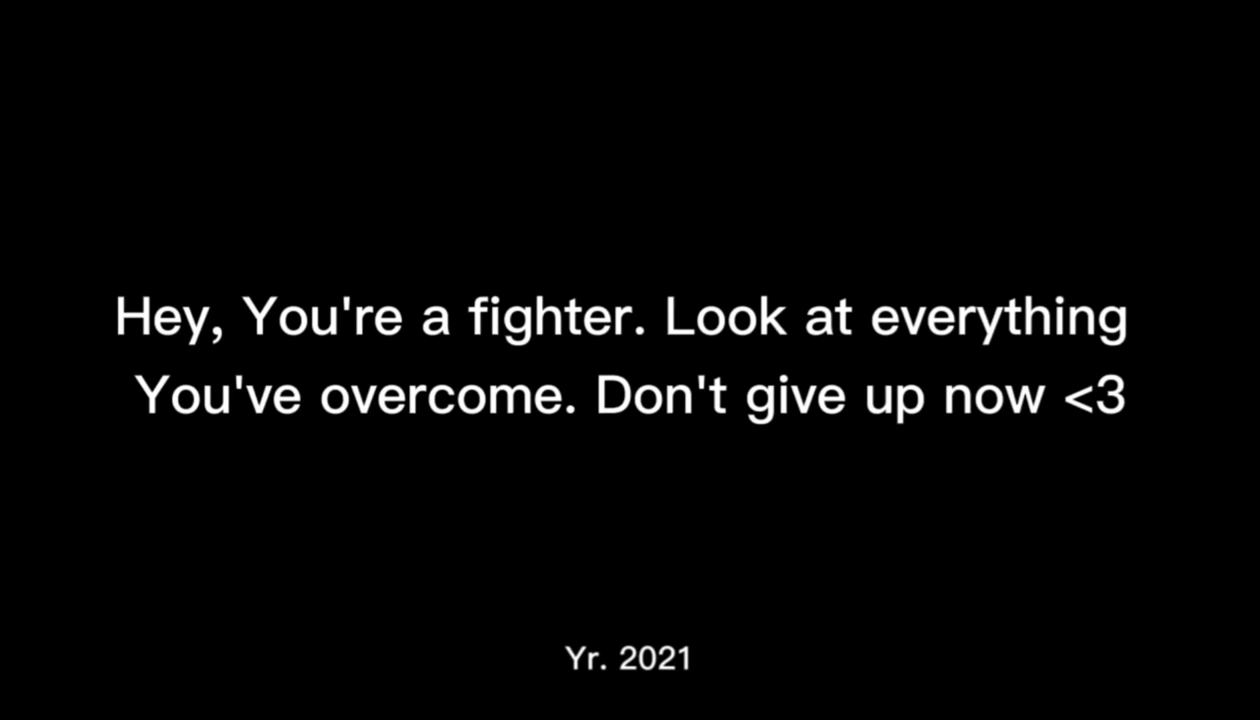 Hey, You're a fighter. Look at everything
You've overcome. Don't give up now <3
Yr. 2021